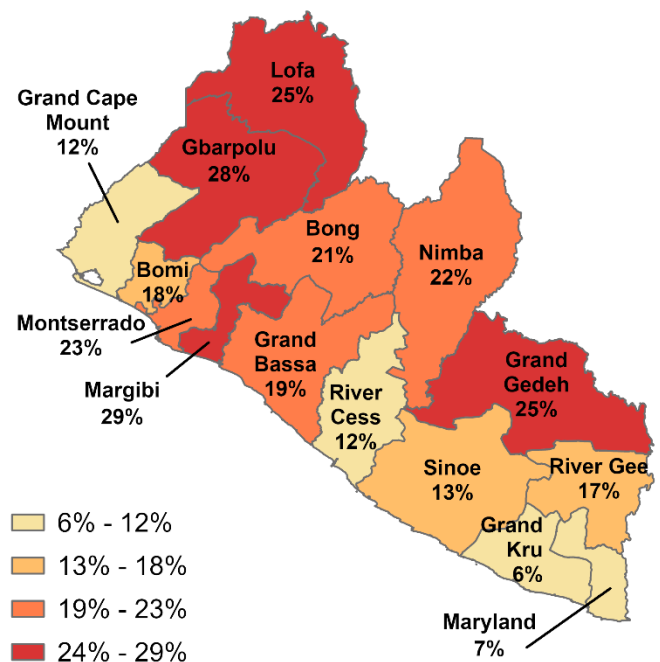 Lofa
25%
Grand Cape
Mount
12%
Gbarpolu
28%
Bong
21%
Nimba
22%
Bomi
18%
Montserrado
23%
Grand
Bassa
19%
Margibi
29%
Grand
Gedeh
25%
River
Cess
12%
Sinoe
13%
River Gee
17%
Grand
Kru
6%
Maryland
7%
6% - 12%
13% - 18%
19% - 23%
24% - 29%